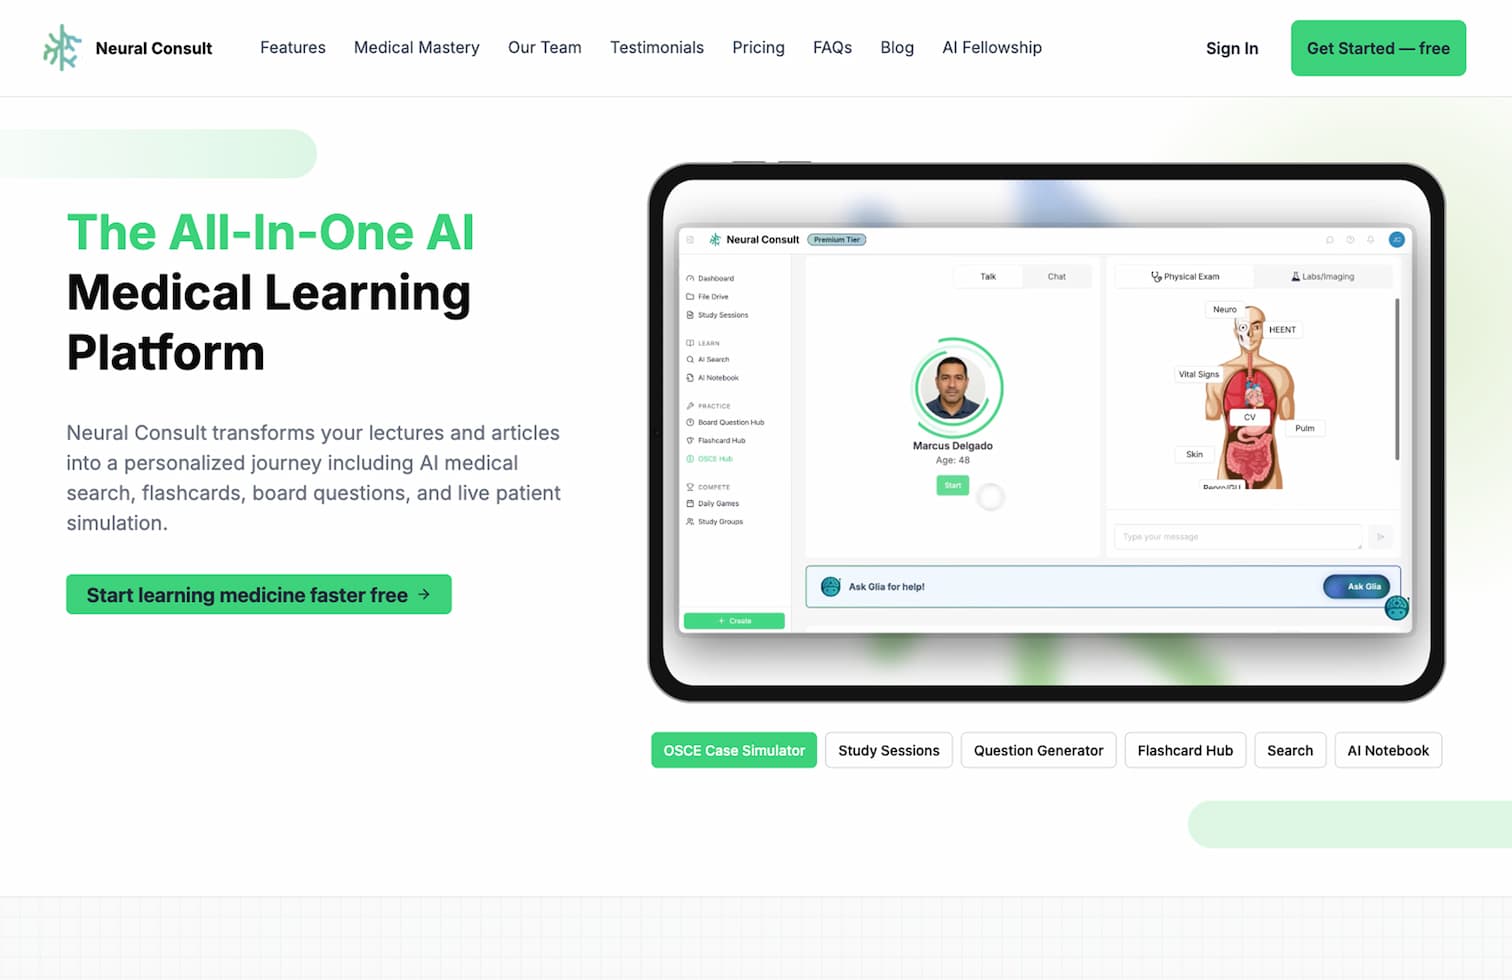 Neural Consult
Features
Medical Mastery
Our Team
Testimonials
Pricing
FAQs
Blog
AI Fellowship
Sign In
Get Started — free
The All-In-One AI
Medical Learning
Platform
Neural Consult transforms your lectures and articles
into a personalized journey including AI medical
search, flashcards, board questions, and live patient
simulation.
Start learning medicine faster free →
Neural Consult
Premium Tier
Dashboard
File Drive
Study Sessions
LEARN
AI Search
AI Notebook
PRACTICE
Board Question Hub
Flashcard Hub
OSCE Hub
COMPETE
Daily Games
Study Groups
+ Create
Talk
Chat
Marcus Delgado
Age: 48
Start
Physical Exam
Labs/Imaging
Neuro
HEENT
Vital Signs
CV
Pulm
Skin
Type your message
Ask Glia for help!
Ask Glia
OSCE Case Simulator
Study Sessions
Question Generator
Flashcard Hub
Search
AI Notebook